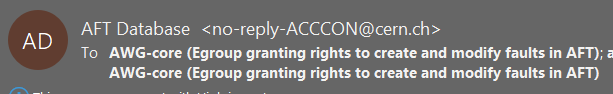 AD
AFT Database <no-reply-ACCCON@cern.ch>
To AWG-core (Egroup granting rights to create and modify faults in AFT); a
AWG-core (Egroup granting rights to create and modify faults in AFT)